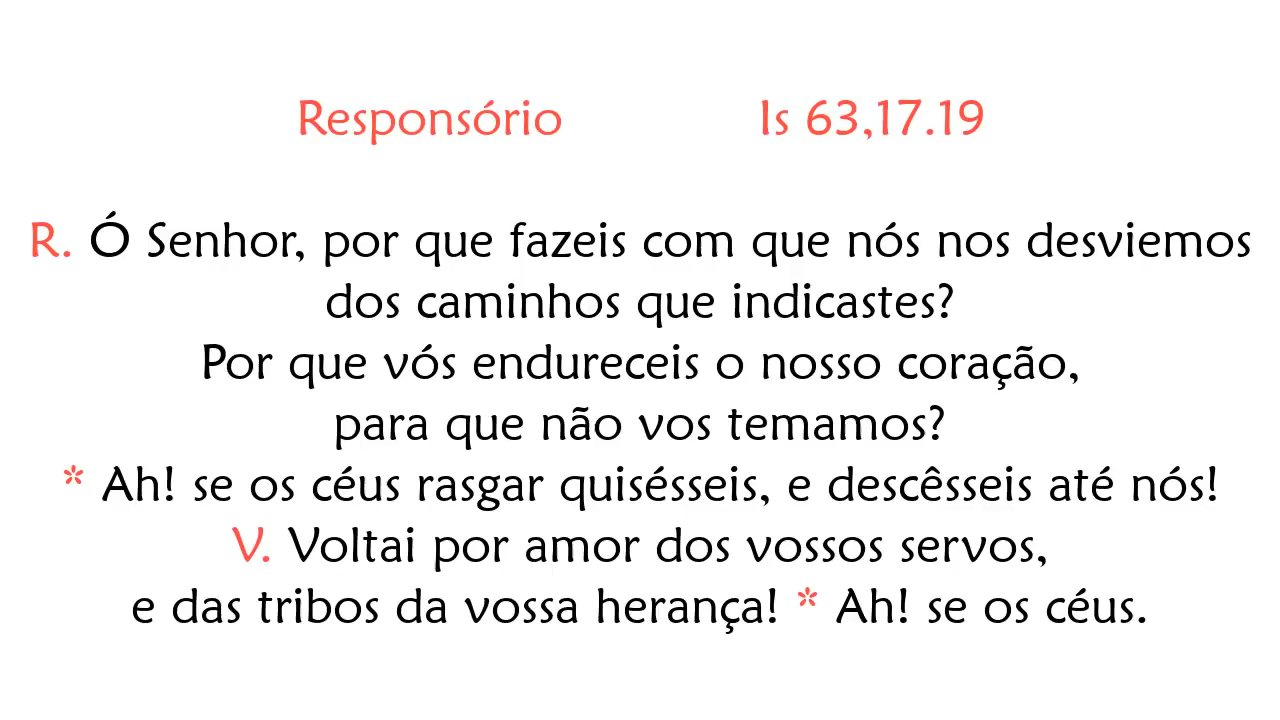 Responsório Is 63,17.19
R. Ó Senhor, por que fazeis com que nós nos desviemos
dos caminhos que indicastes?
Por que vós endureceis o nosso coração,
para que não vos temamos?
* Ah! se os céus rasgar quisésseis, e descêsseis até nós!
V. Voltai por amor dos vossos servos,
e das tribos da vossa herança! * Ah! se os céus.